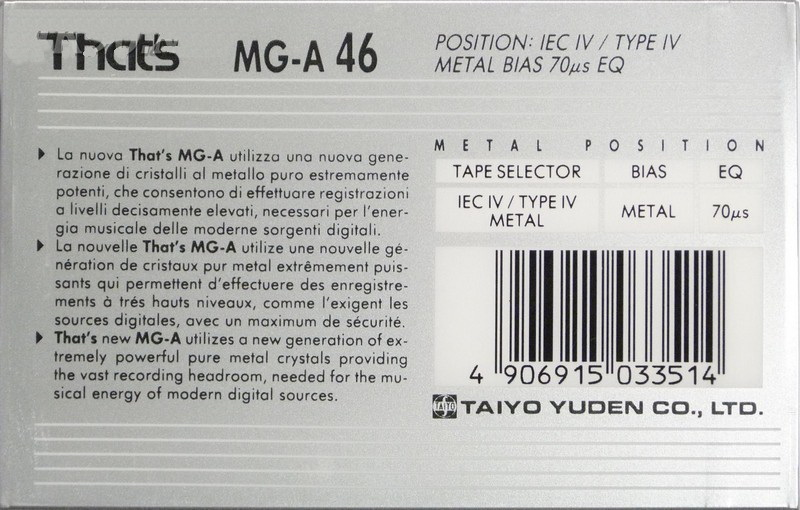 That's MG-A 46
POSITION: IEC IV / TYPE IV
METAL BIAS 70µs EQ
La nuova That's MG-A utilizza una nuova gene-
razione di cristalli al metallo puro estremamente
potenti, che consentono di effettuare registrazioni
a livelli decisamente elevati, necessari per l'ener-
gia musicale delle moderne sorgenti digitali.
La nouvelle That's MG-A utilize une nouvelle gé-
nération de cristaux pur metal extrêmement puis-
sants qui permettent d'effectuere des enregistre-
ments à trés hauts niveaux, comme l'exigent les
sources digitales, avec un maximum de sécurité.
That's new MG-A utilizes a new generation of ex-
tremely powerful pure metal crystals providing
the vast recording headroom, needed for the mu-
sical energy of modern digital sources.
METAL POSITION
TAPE SELECTOR BIAS EQ
IEC IV / TYPE IV
METAL METAL 70µs
4 906915 033514
TAIYO TAIYO YUDEN CO., LTD.